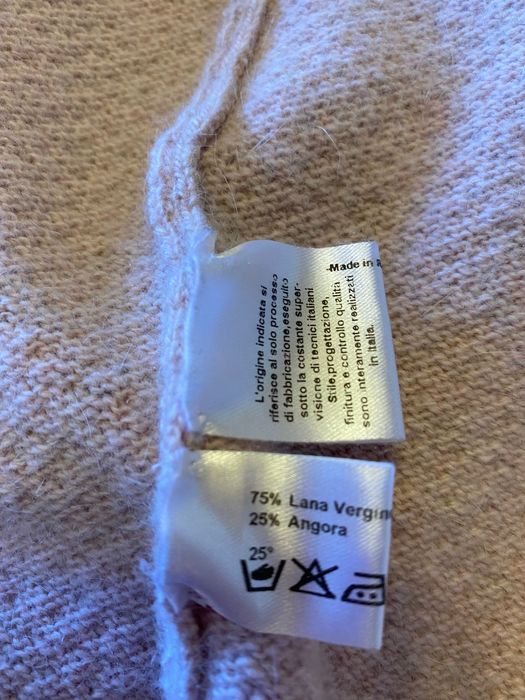 -Made in R
L'origine indicata si
riferisce al solo processo
di fabbricazione,eseguito
sotto la costante super-
visione di tecnici italiani
Stile,progettazione,
finitura e controllo qualità
sono interamente realizzati
in Italia.
75% Lana Vergin
25% Angora
25°